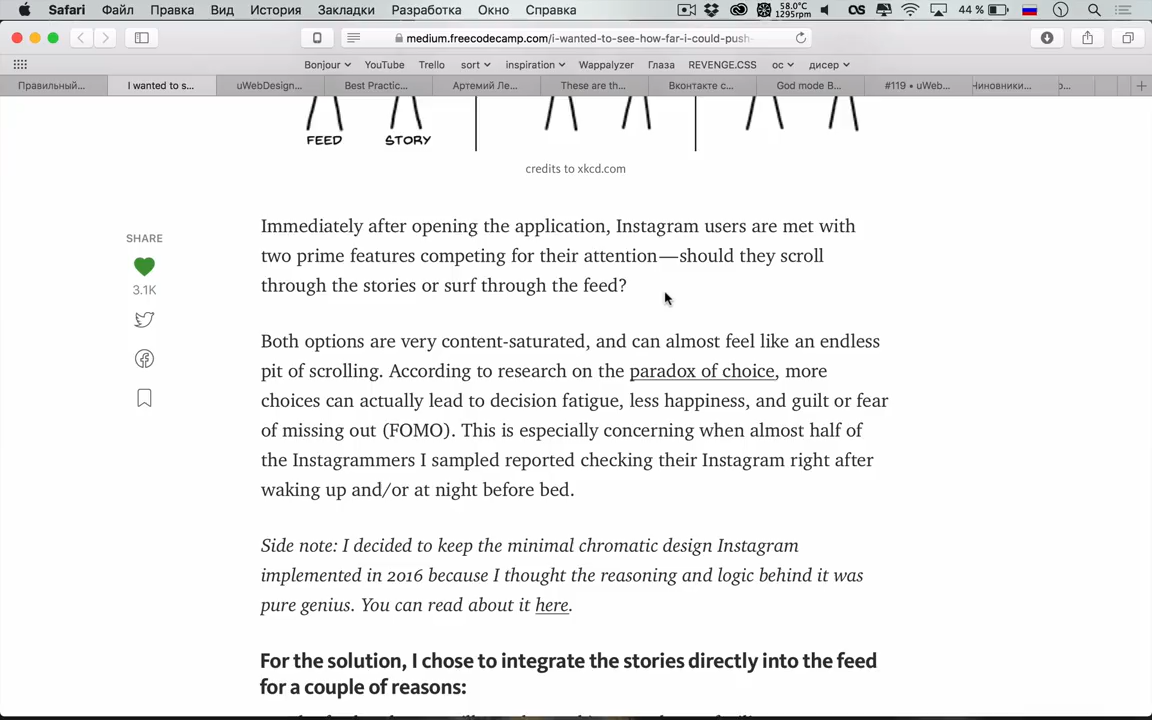 Safari Файл Правка Вид История Закладки Разработка Окно Справка 58.0°C 1295rpm 44 %
medium.freecodecamp.com/i-wanted-to-see-how-far-i-could-push-
Bonjour YouTube Trello sort inspiration Wappalyzer Глаза REVENGE.CSS ос дисер
Правильный... I wanted to s... uWebDesign... Best Practic... Артемий Ле... These are th... Вконтакте с... God mode В... #119 • uWeb... Чиновники...
FEED STORY
credits to xkcd.com
Immediately after opening the application, Instagram users are met with
two prime features competing for their attention—should they scroll
through the stories or surf through the feed?
SHARE
3.1K
Both options are very content-saturated, and can almost feel like an endless
pit of scrolling. According to research on the paradox of choice, more
choices can actually lead to decision fatigue, less happiness, and guilt or fear
of missing out (FOMO). This is especially concerning when almost half of
the Instagrammers I sampled reported checking their Instagram right after
waking up and/or at night before bed.
Side note: I decided to keep the minimal chromatic design Instagram
implemented in 2016 because I thought the reasoning and logic behind it was
pure genius. You can read about it here.
For the solution, I chose to integrate the stories directly into the feed
for a couple of reasons: